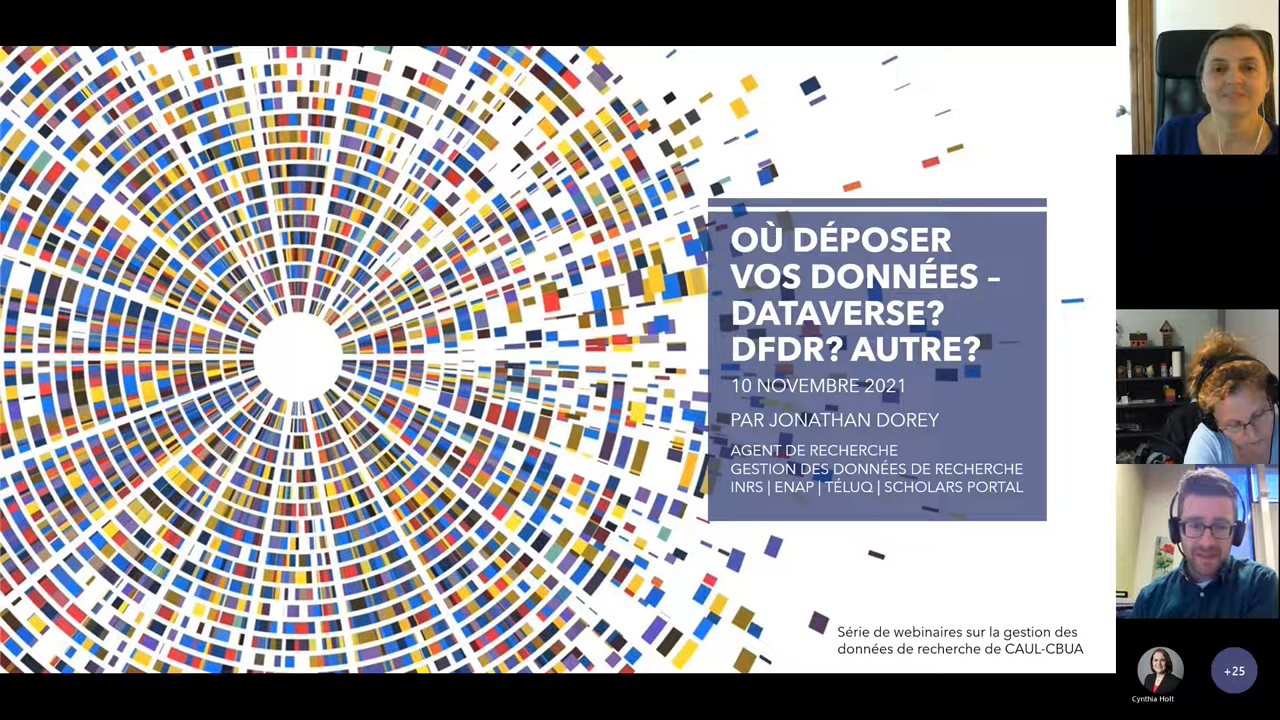 OÙ DÉPOSER
VOS DONNÉES –
DATAVERSE?
DFDR? AUTRE?
10 NOVEMBRE 2021
PAR JONATHAN DOREY
AGENT DE RECHERCHE
GESTION DES DONNÉES DE RECHERCHE
INRS | ENAP | TÉLUQ | SCHOLARS PORTAL
Série de webinaires sur la gestion des
données de recherche de CAUL-CBUA
Cynthia Holt
+25